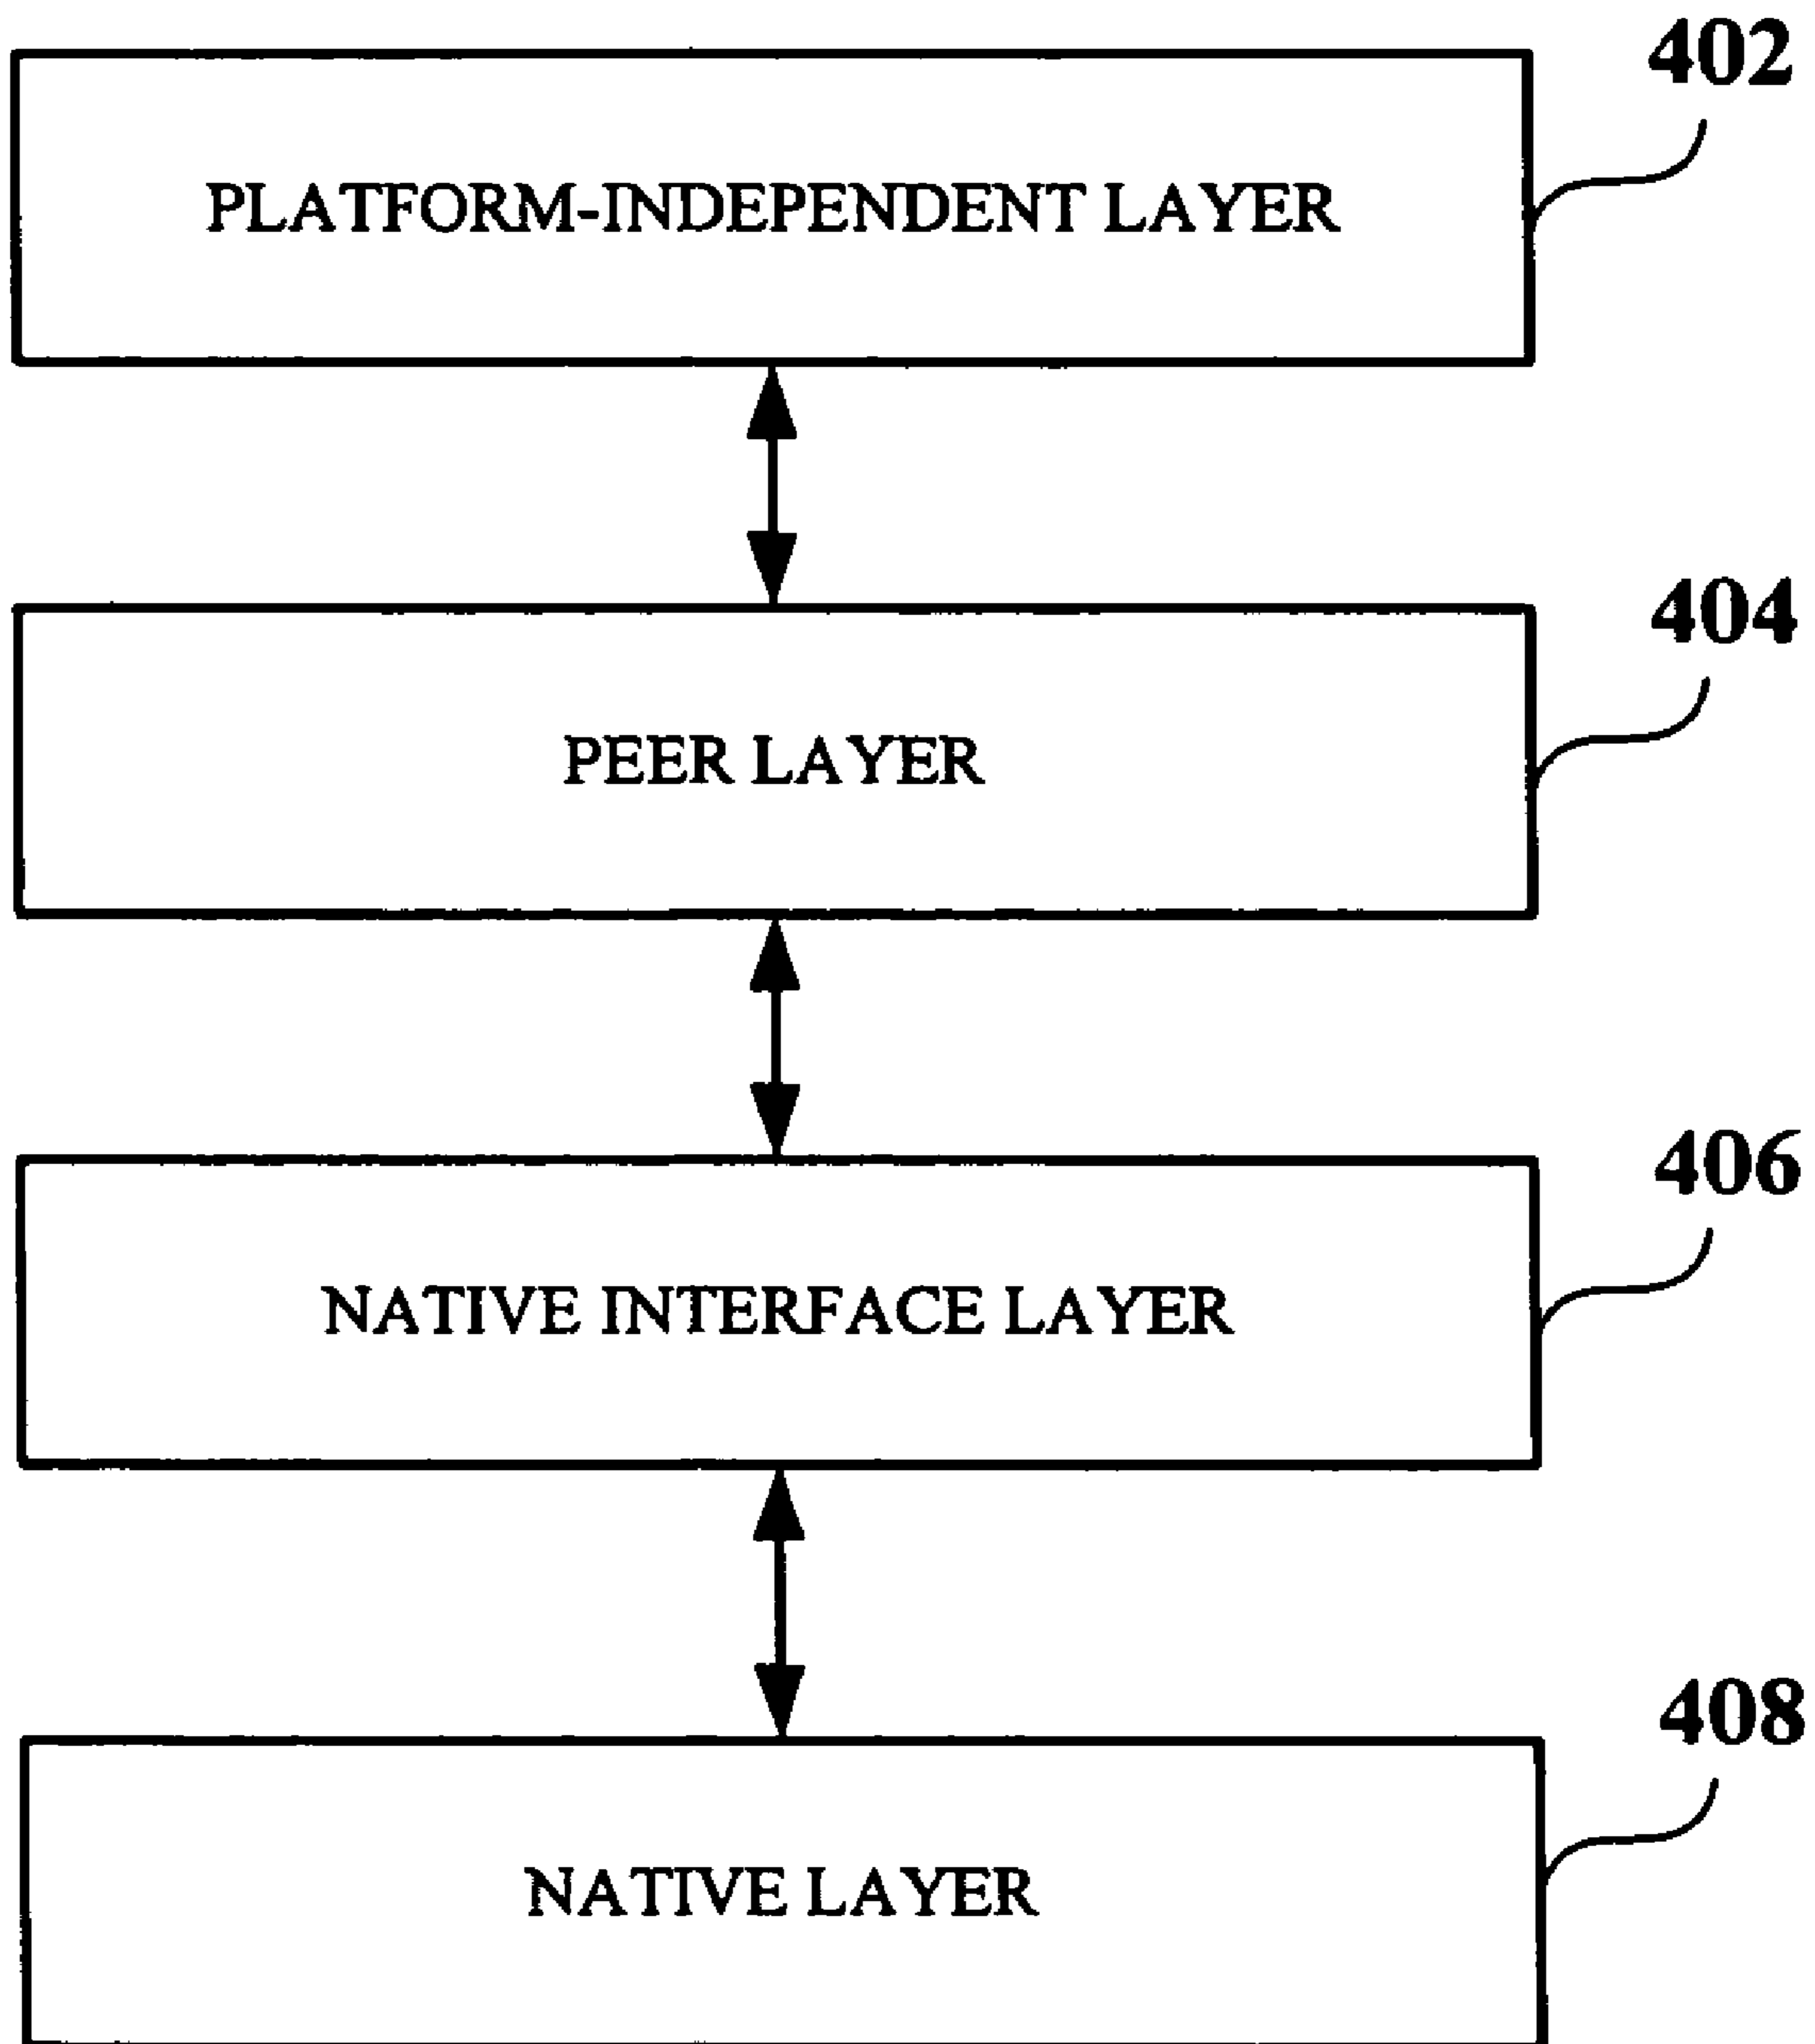 402
PLATFORM-INDEPENDENT LAYER
404
PEER LAYER
406
NATIVE INTERFACE LAYER
408
NATIVE LAYER